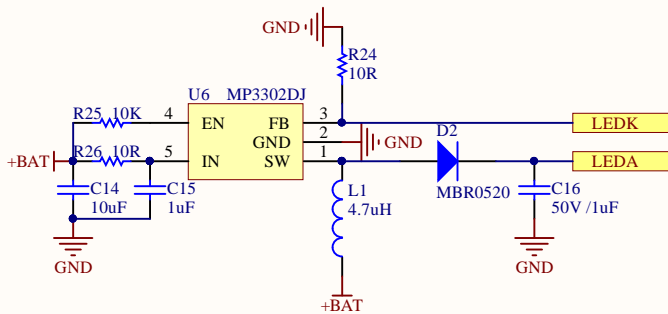 GND
R24
10R
U6 MP3302DJ
D2
R25 10K 4 EN FB 3 LEDK
GND 2 GND
+BAT R26 10R 5 IN SW 1 LEDA
C14
10uF
C15
1uF
L1
4.7uH
MBR0520
C16
50V /1uF
GND
GND
+BAT